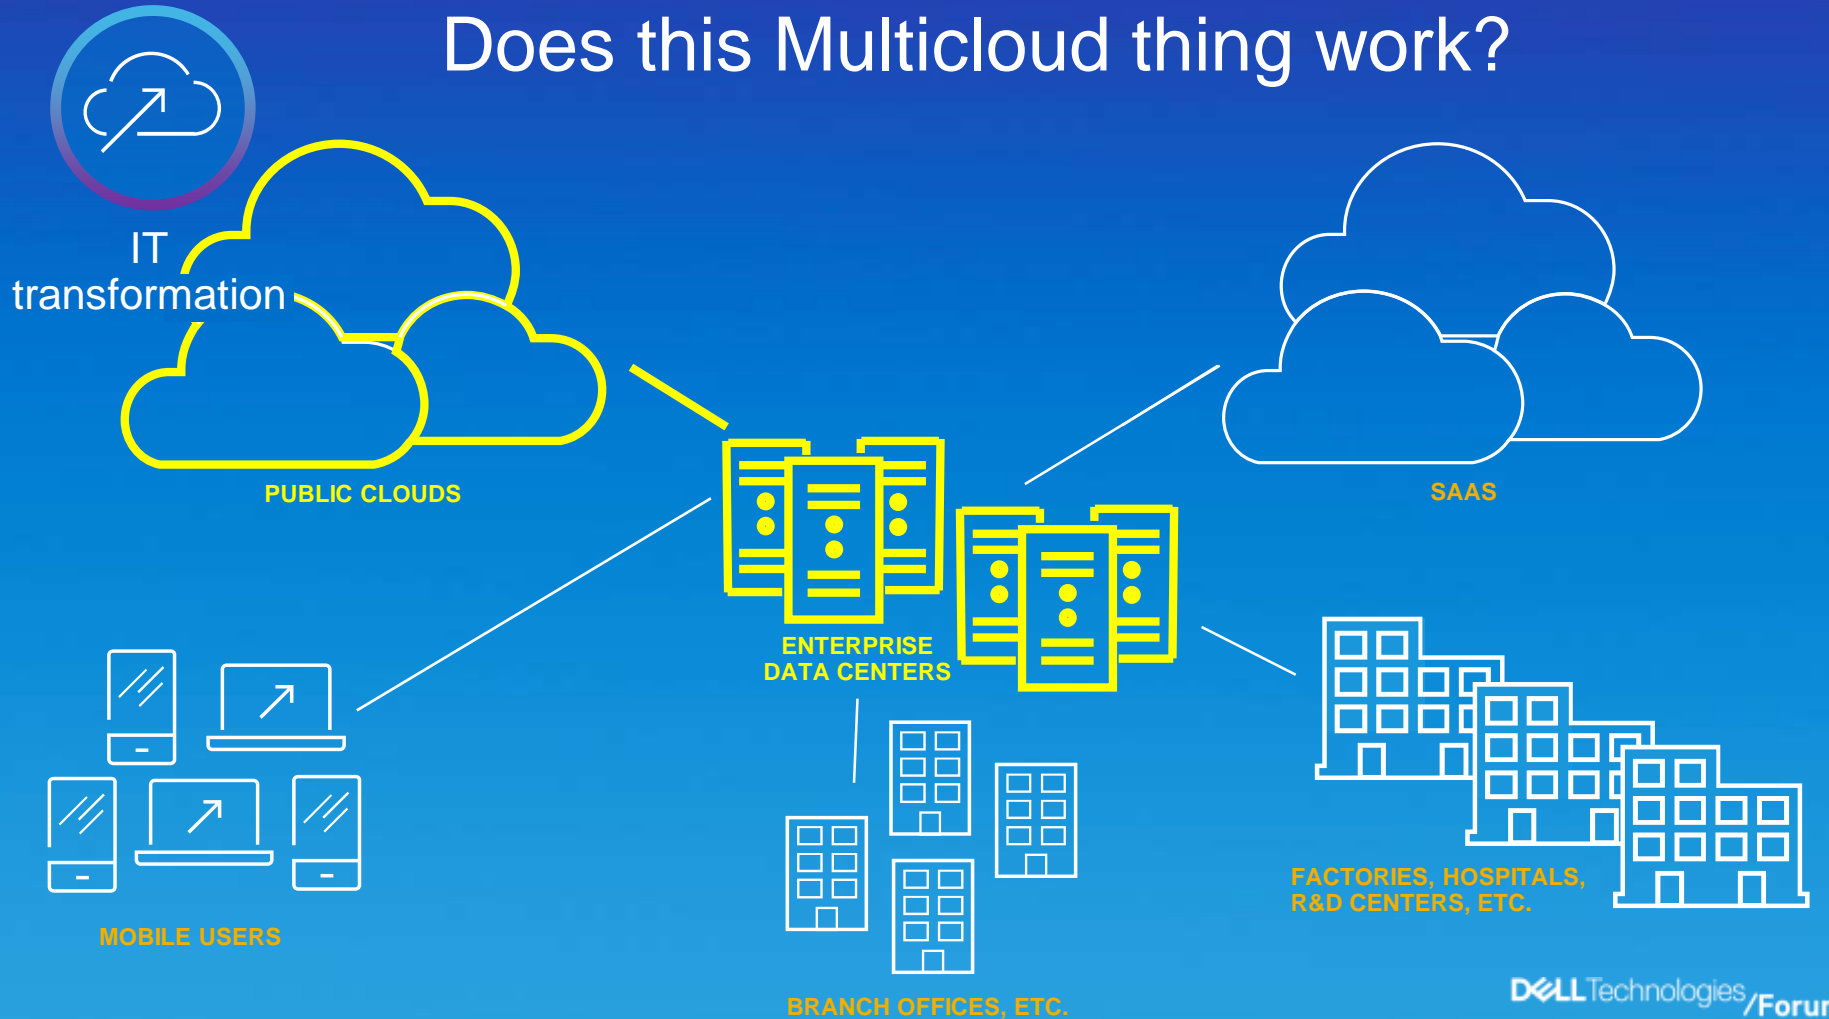 Does this Multicloud thing work?
IT
transformation
PUBLIC CLOUDS
SAAS
ENTERPRISE
DATA CENTERS
FACTORIES, HOSPITALS,
R&D CENTERS, ETC.
MOBILE USERS
BRANCH OFFICES, ETC.
DELLTechnologies/Forum